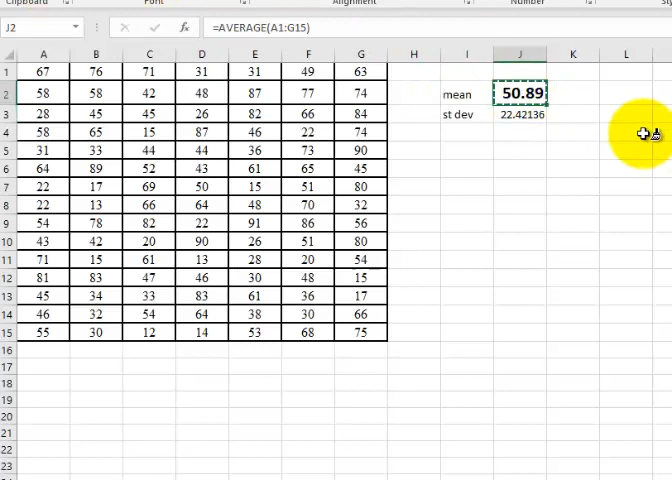 Clipboard Font Alignment Number
J2 fx =AVERAGE(A1:G15)
A B C D E F G H I J K L
1 67 76 71 31 31 49 63
2 58 58 42 48 87 77 74 mean 50.89
3 28 45 45 26 82 66 84 st dev 22.42136
4 58 65 15 87 46 22 74
5 31 33 44 44 36 73 90
6 64 89 52 43 61 65 45
7 22 17 69 50 15 51 80
8 22 13 66 64 48 70 32
9 54 78 82 22 91 86 56
10 43 42 20 90 26 51 80
11 71 15 61 13 28 20 54
12 81 83 47 46 30 48 15
13 45 34 33 83 61 36 17
14 46 32 54 64 38 30 66
15 55 30 12 14 53 68 75
16
17
18
19
20
21
22
23